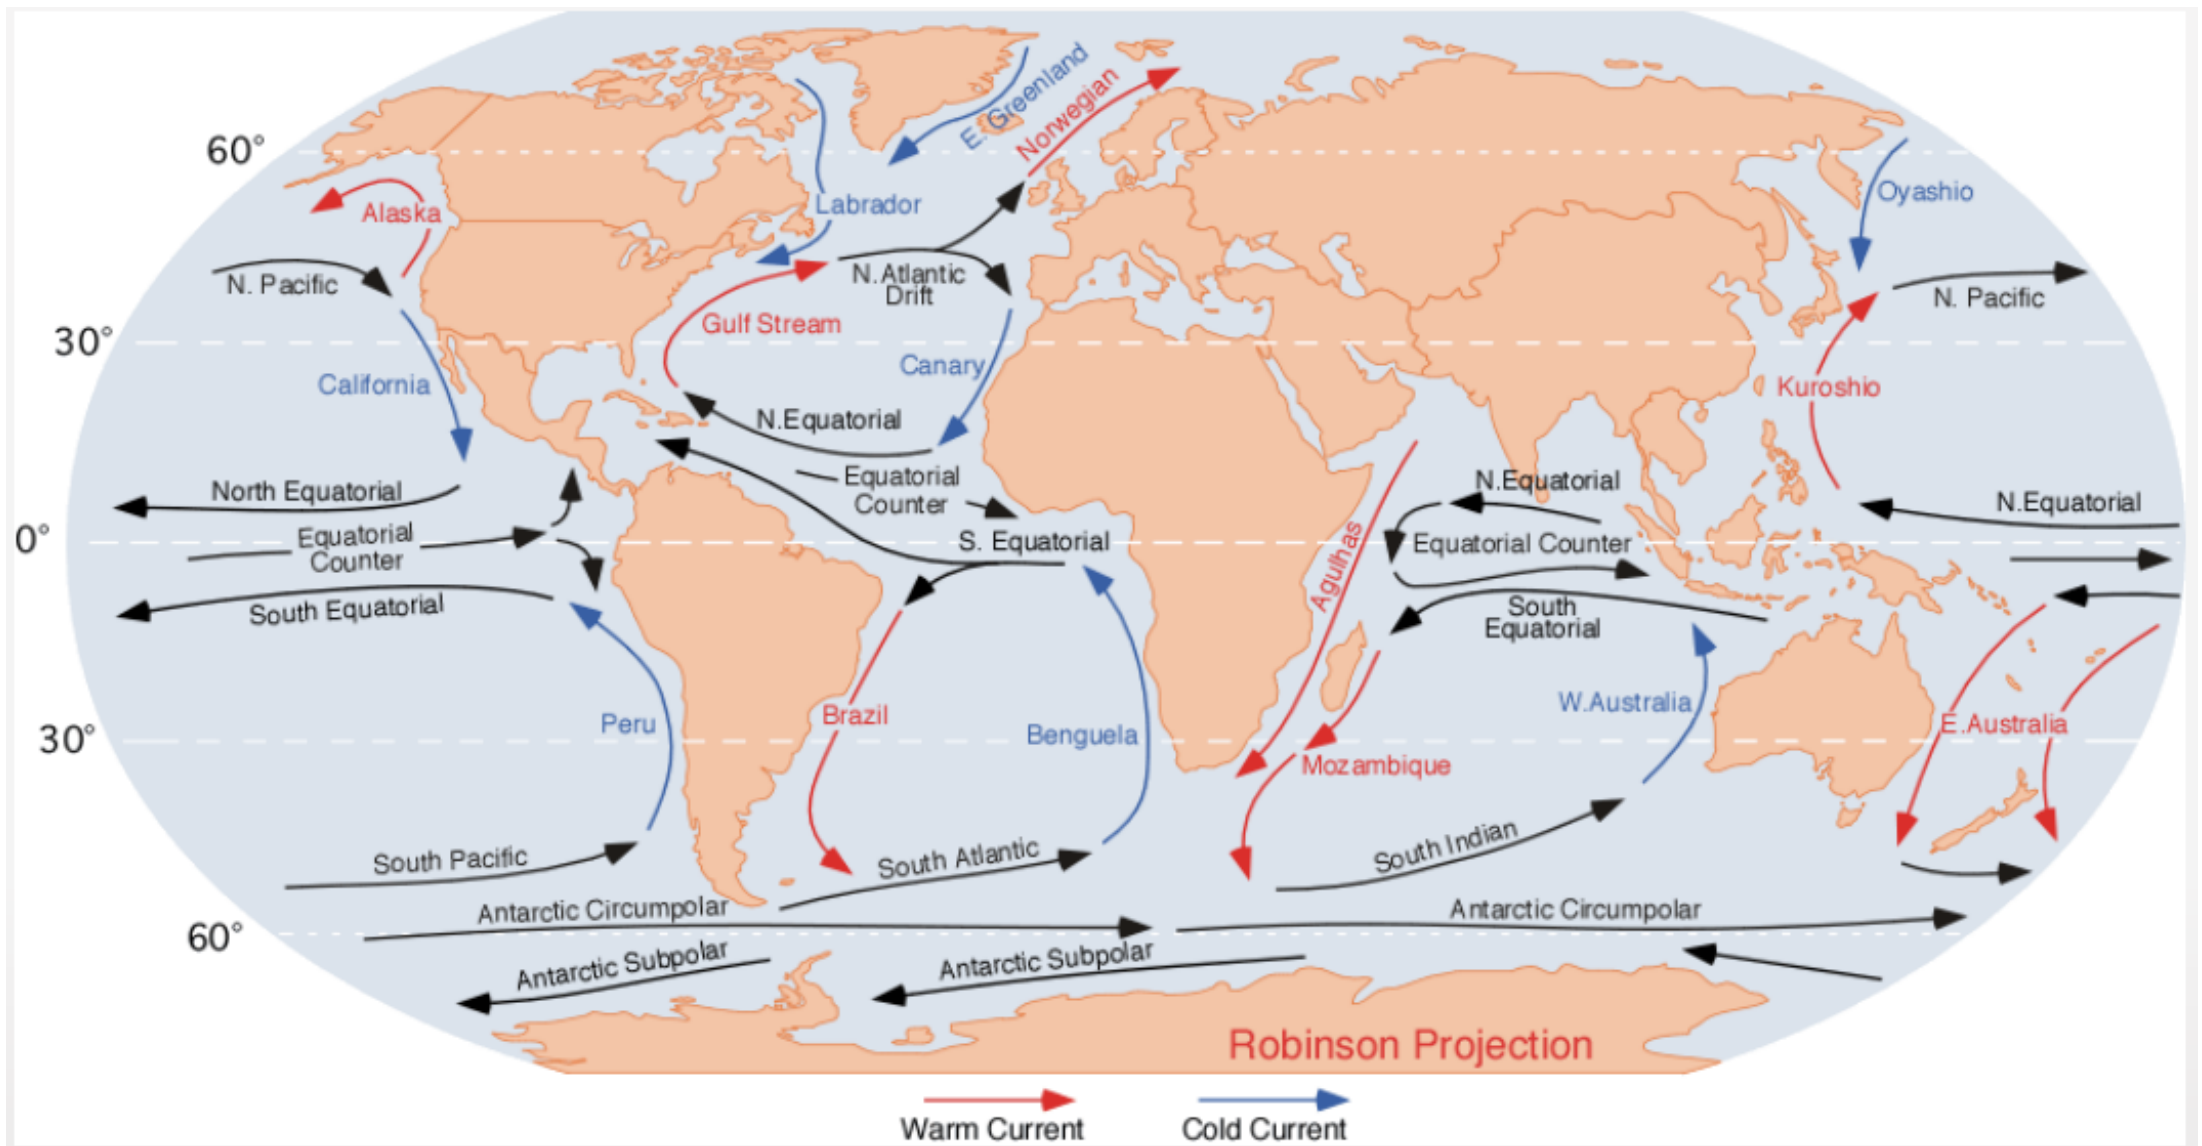 E. Greenland
Norwegian
60°
Alaska
Labrador
Oyashio
N. Pacific
N.Atlantic
Drift
N. Pacific
30°
Gulf Stream
California
Canary
Kuroshio
N.Equatorial
North Equatorial
Equatorial
Counter
N.Equatorial
N.Equatorial
0°
Equatorial
Counter
S. Equatorial
Agulhas
Equatorial Counter
South Equatorial
South
Equatorial
30°
Peru
Brazil
Benguela
W.Australia
E.Australia
Mozambique
South Pacific
South Atlantic
South Indian
60°
Antarctic Circumpolar
Antarctic Circumpolar
Antarctic Subpolar
Antarctic Subpolar
Robinson Projection
Warm Current
Cold Current